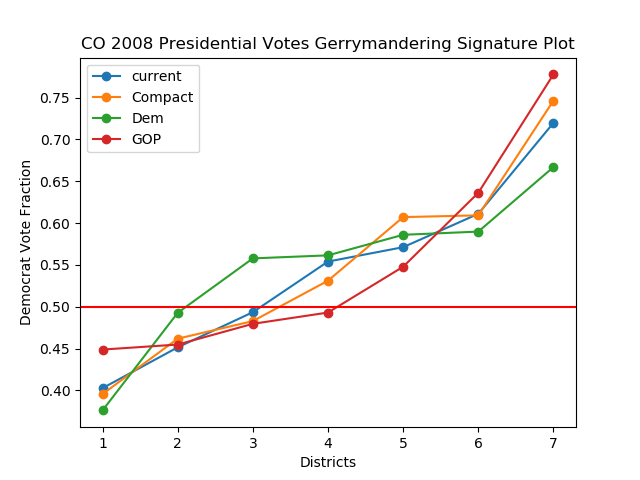 CO 2008 Presidential Votes Gerrymandering Signature Plot
current
Compact
Dem
GOP
0.75
0.70
0.65
0.60
0.55
0.50
0.45
0.40
Democrat Vote Fraction
1 2 3 4 5 6 7
Districts